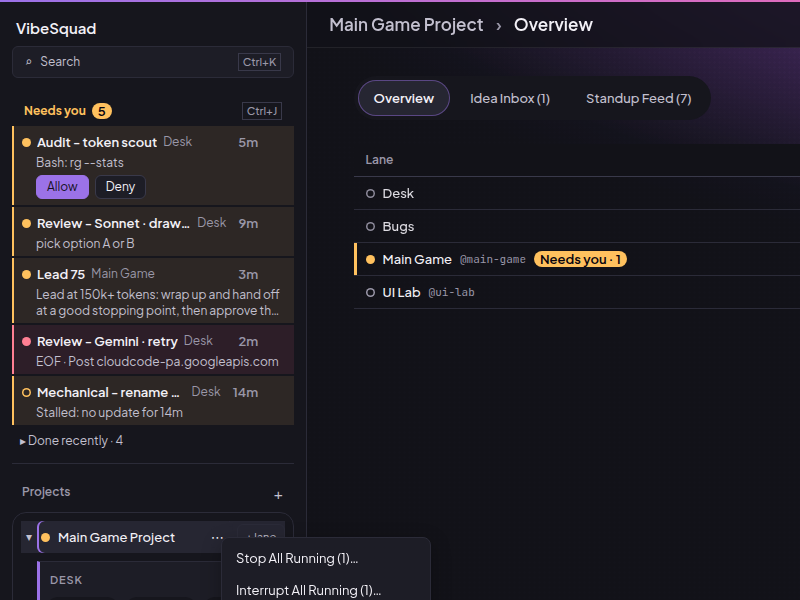 VibeSquad
Search Ctrl+K
Needs you 5 Ctrl+J
Audit – token scout Desk 5m
Bash: rg --stats
Allow Deny
Review – Sonnet · draw… Desk 9m
pick option A or B
Lead 75 Main Game 3m
Lead at 150k+ tokens: wrap up and hand off
at a good stopping point, then approve th…
Review – Gemini · retry Desk 2m
EOF · Post cloudcode-pa.googleapis.com
Mechanical – rename … Desk 14m
Stalled: no update for 14m
▸ Done recently · 4
Projects +
▾ Main Game Project ···
DESK
Stop All Running (1)…
Interrupt All Running (1)…
Main Game Project › Overview
Overview Idea Inbox (1) Standup Feed (7)
Lane
Desk
Bugs
Main Game @main-game Needs you · 1
UI Lab @ui-lab